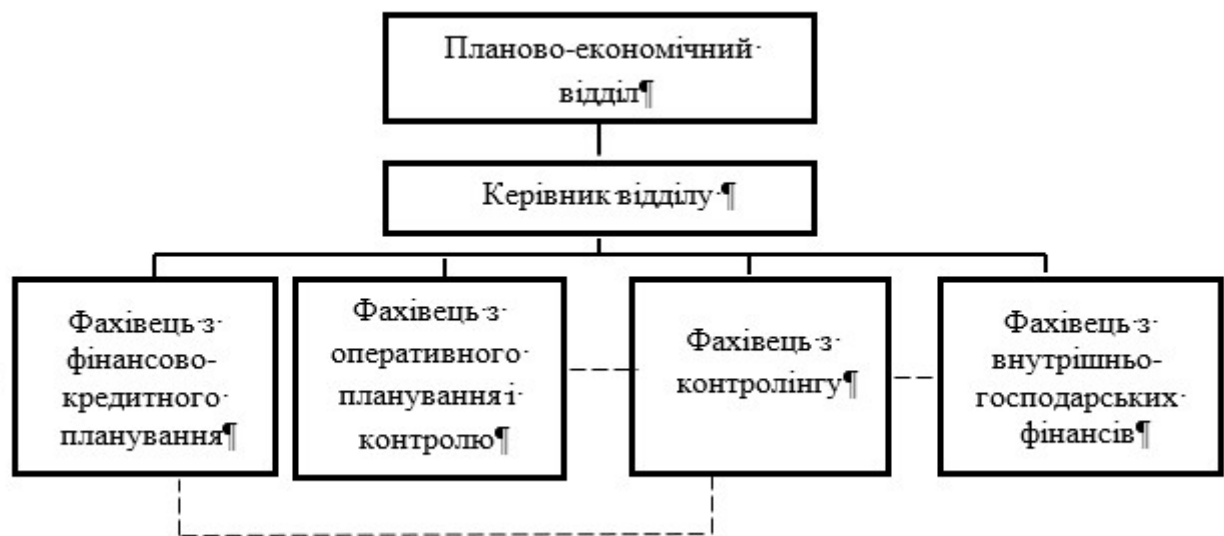 Планово-економічний·
відділ¶
Керівник·відділу·¶
Фахівець·з·
фінансово-
кредитного·
планування¶
Фахівець·з·
оперативного·
планування·і·
контролю¶
Фахівець·з·
контролінгу¶
Фахівець·з·
внутрішньо-
господарських·
фінансів¶